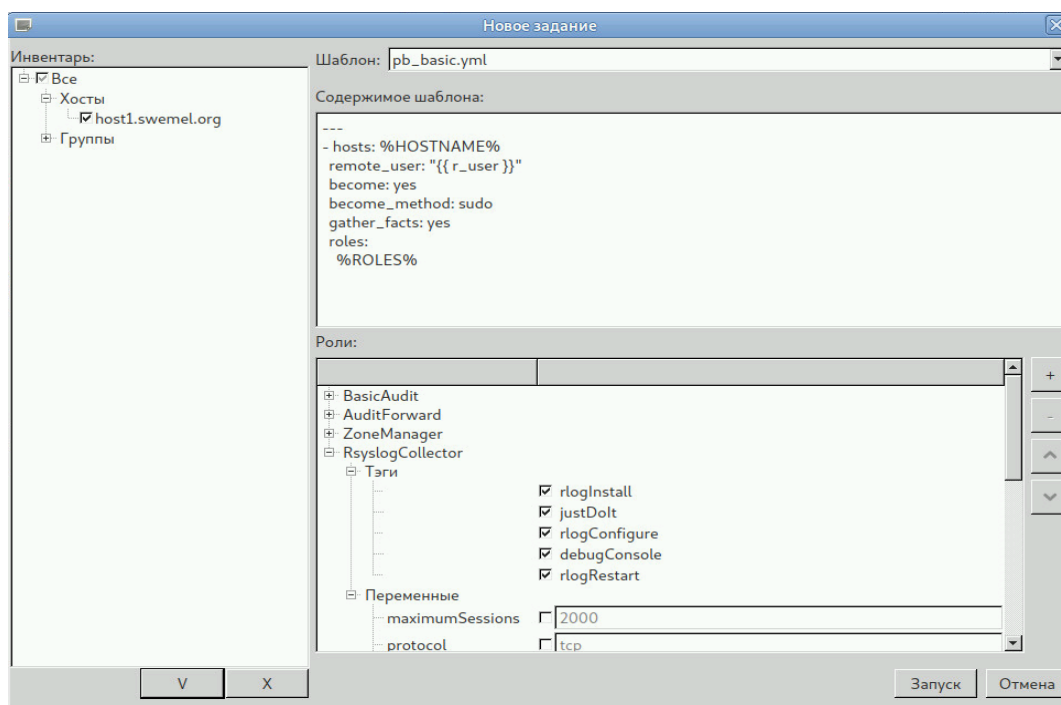 Новое задание
Инвентарь:
Все
Хосты
host1.swemel.org
Группы
V X
Шаблон: pb_basic.yml
Содержимое шаблона:
---
- hosts: %HOSTNAME%
remote_user: "{{ r_user }}"
become: yes
become_method: sudo
gather_facts: yes
roles:
%ROLES%
Роли:
BasicAudit
AuditForward
ZoneManager
RsyslogCollector
Тэги
rlogInstall
justDoIt
rlogConfigure
debugConsole
rlogRestart
Переменные
maximumSessions 2000
protocol tcp
+
-
Запуск Отмена